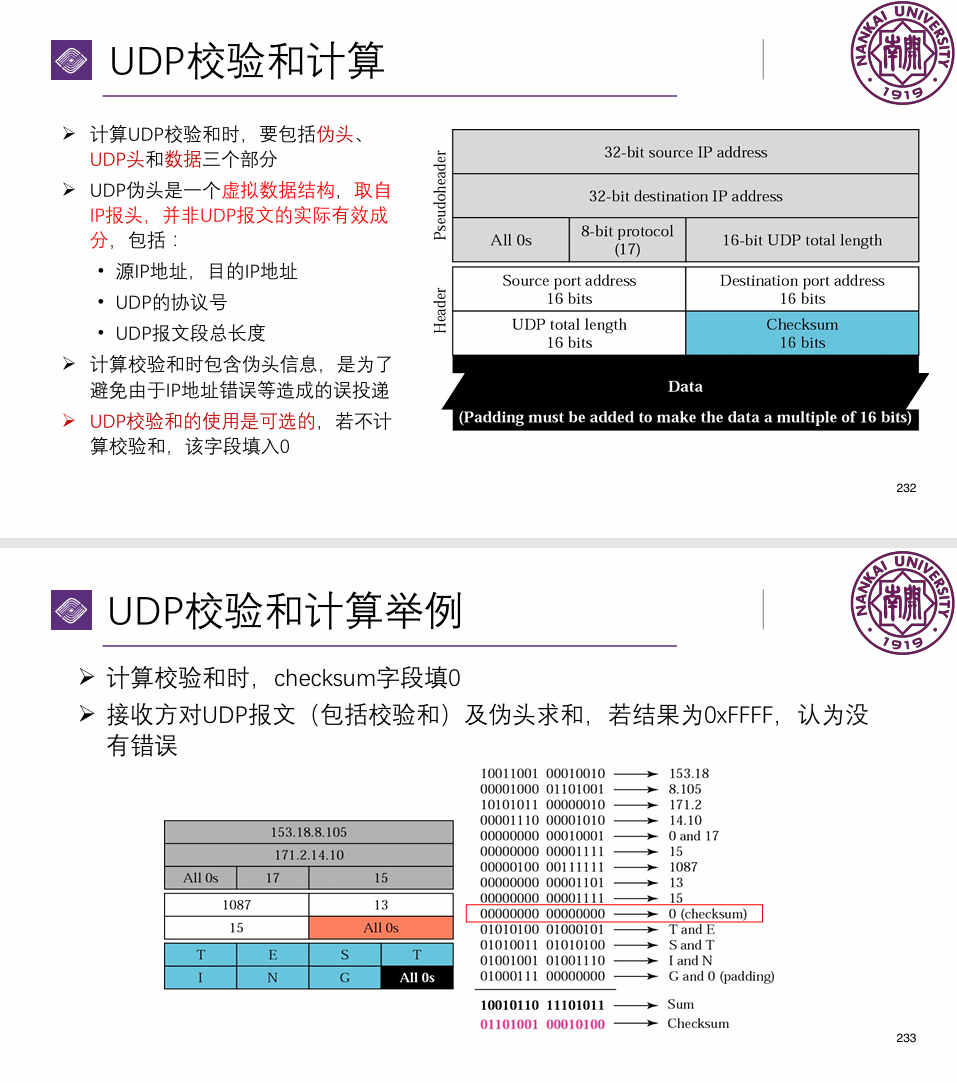 UDP校验和计算
NANKAI UNIVERSITY
南開
1919
计算UDP校验和时，要包括伪头、
UDP头和数据三个部分
UDP伪头是一个虚拟数据结构，取自
IP报头，并非UDP报文的实际有效成
分，包括：
• 源IP地址，目的IP地址
• UDP的协议号
• UDP报文段总长度
计算校验和时包含伪头信息，是为了
避免由于IP地址错误等造成的误投递
UDP校验和的使用是可选的，若不计
算校验和，该字段填入0
Pseudoheader
32-bit source IP address
32-bit destination IP address
All 0s
8-bit protocol
(17)
16-bit UDP total length
Header
Source port address
16 bits
Destination port address
16 bits
UDP total length
16 bits
Checksum
16 bits
Data
(Padding must be added to make the data a multiple of 16 bits)
232
UDP校验和计算举例
NANKAI UNIVERSITY
南開
1919
计算校验和时，checksum字段填0
接收方对UDP报文（包括校验和）及伪头求和，若结果为0xFFFF，认为没
有错误
153.18.8.105
171.2.14.10
All 0s 17 15
1087 13
15 All 0s
T E S T
I N G All 0s
10011001 00010010 153.18
00001000 01101001 8.105
10101011 00000010 171.2
00001110 00001010 14.10
00000000 00010001 0 and 17
00000000 00001111 15
00000100 00111111 1087
00000000 00001101 13
00000000 00001111 15
00000000 00000000 0 (checksum)
01010100 01000101 T and E
01010011 01010100 S and T
01001001 01001110 I and N
01000111 00000000 G and 0 (padding)
10010110 11101011 Sum
01101001 00010100 Checksum
233